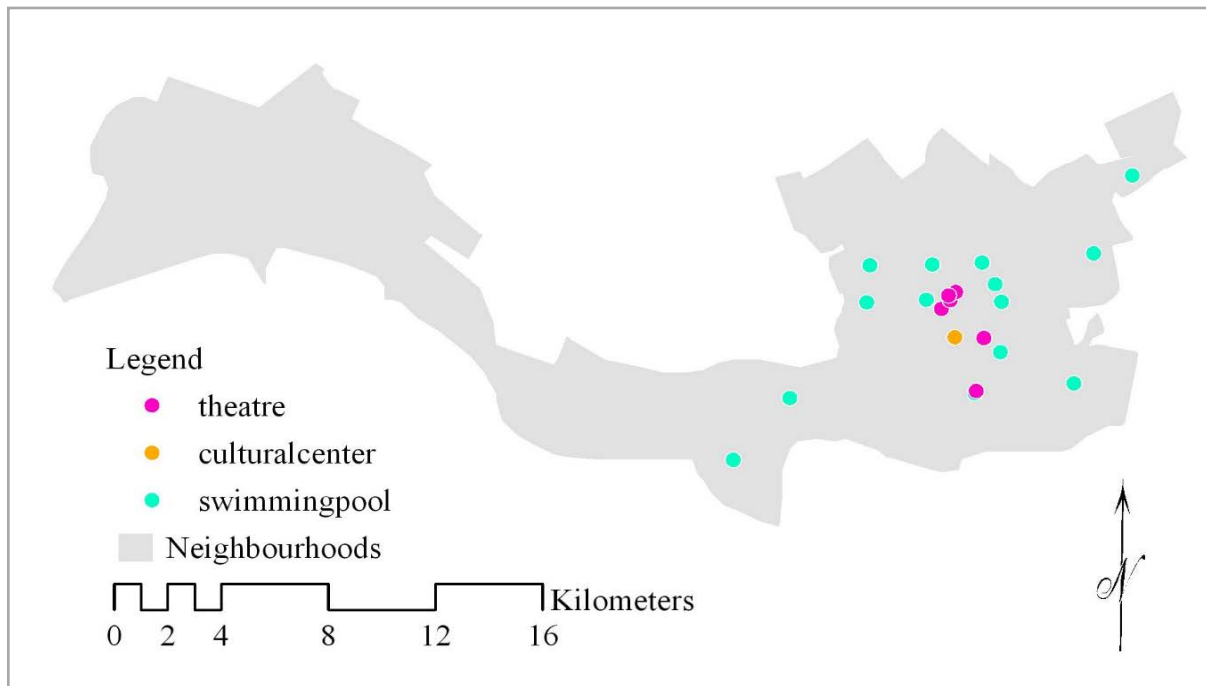 Legend
theatre
culturalcenter
swimmingpool
Neighbourhoods
Kilometers
0 2 4 8 12 16
N